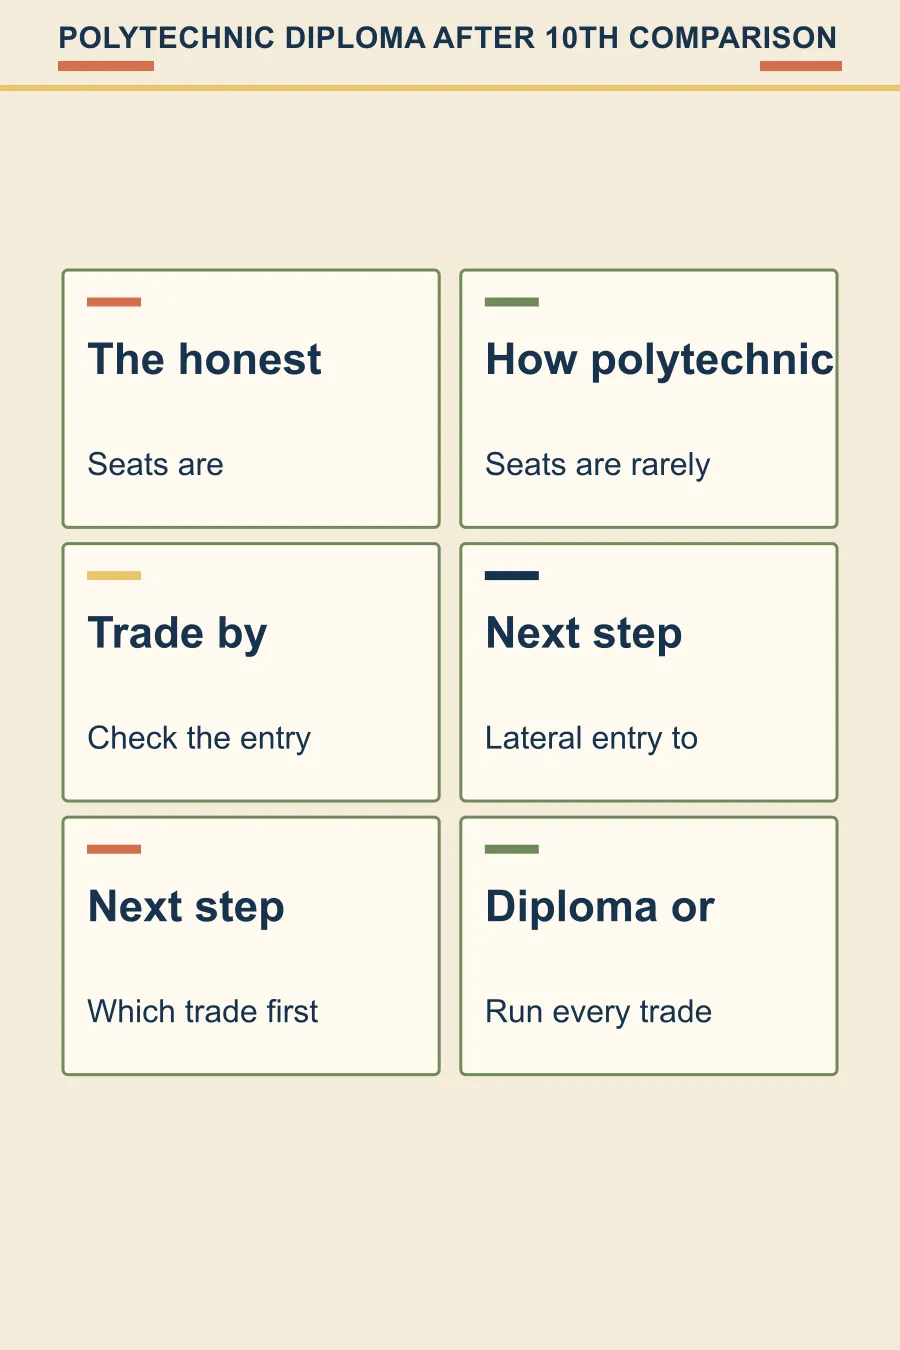 POLYTECHNIC DIPLOMA AFTER 10TH COMPARISON
The honest
Seats are
How polytechnic
Seats are rarely
Trade by
Check the entry
Next step
Lateral entry to
Next step
Which trade first
Diploma or
Run every trade